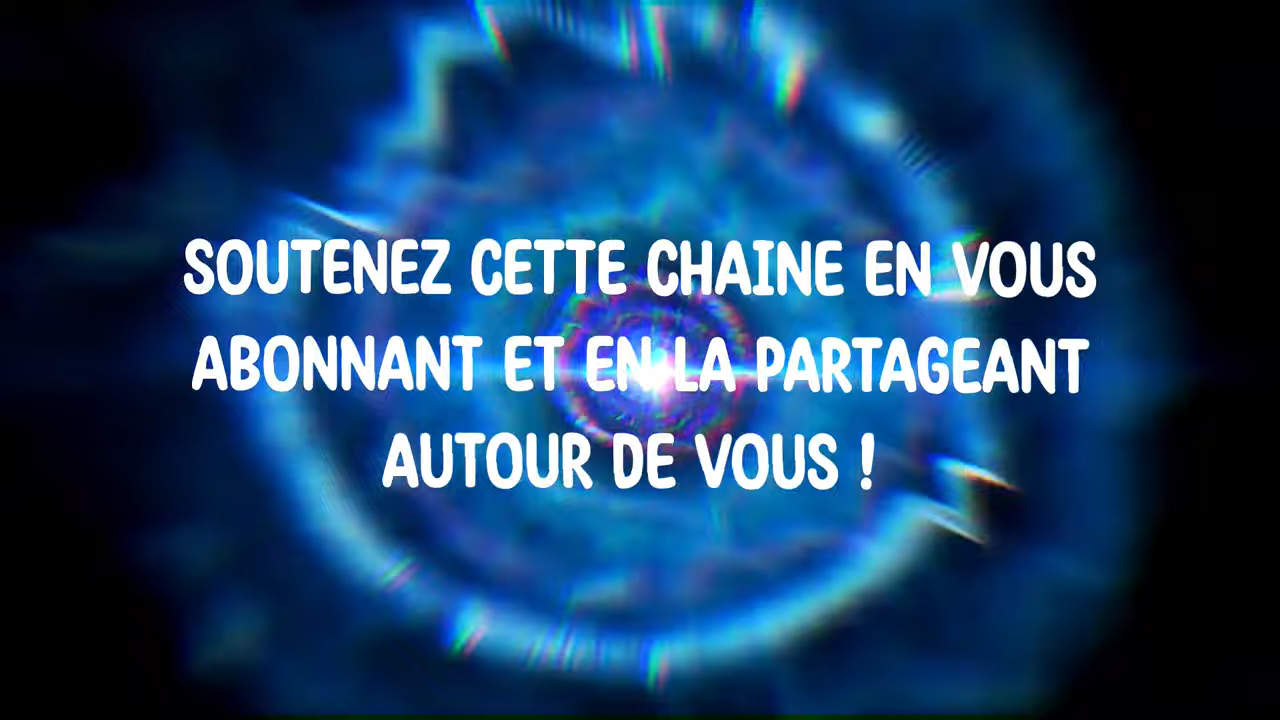 SOUTENEZ CETTE CHAINE EN VOUS
ABONNANT ET EN LA PARTAGEANT
AUTOUR DE VOUS !